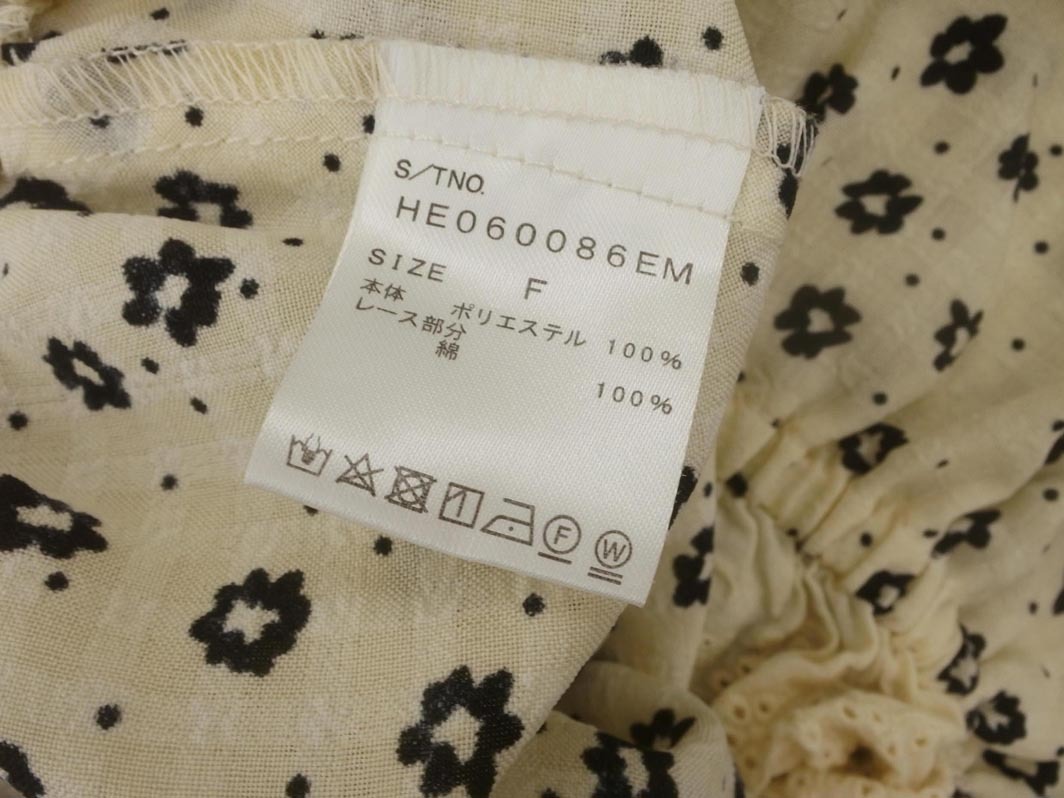 S/TNO.
HE060086EM
SIZE F
本体 ポリエステル 100%
レース部分
綿 100%
F
W